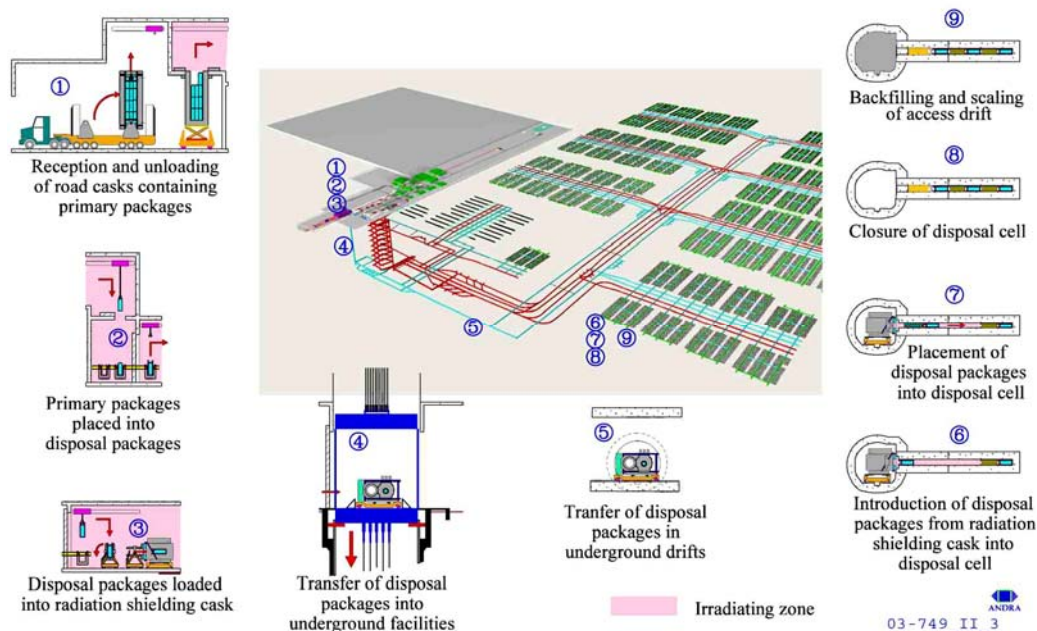 ①
Reception and unloading
of road casks containing
primary packages
②
Primary packages
placed into
disposal packages
③
Disposal packages loaded
into radiation shielding cask
①
②
③
④
⑤
⑥
⑦ ⑨
⑧
④
Transfer of disposal
packages into
underground facilities
⑤
Tranfer of disposal
packages in
underground drifts
⑨
Backfilling and scaling
of access drift
⑧
Closure of disposal cell
⑦
Placement of
disposal packages
into disposal cell
⑥
Introduction of disposal
packages from radiation
shielding cask into
disposal cell
Irradiating zone
ANDRA
03-749 II 3